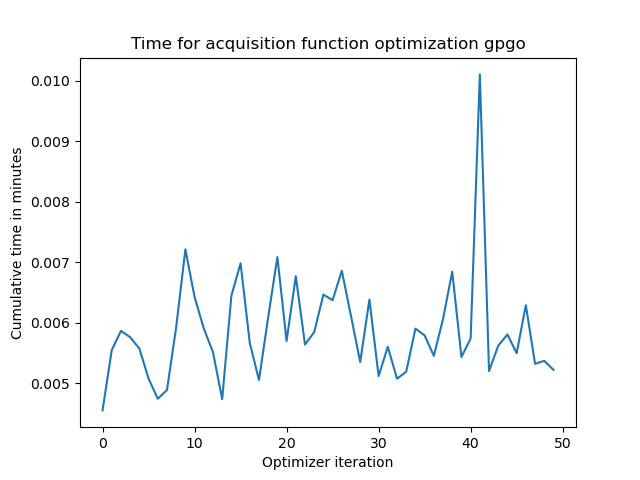 Time for acquisition function optimization gpgo
0.010
0.009
0.008
0.007
0.006
0.005
Cumulative time in minutes
0 10 20 30 40 50
Optimizer iteration